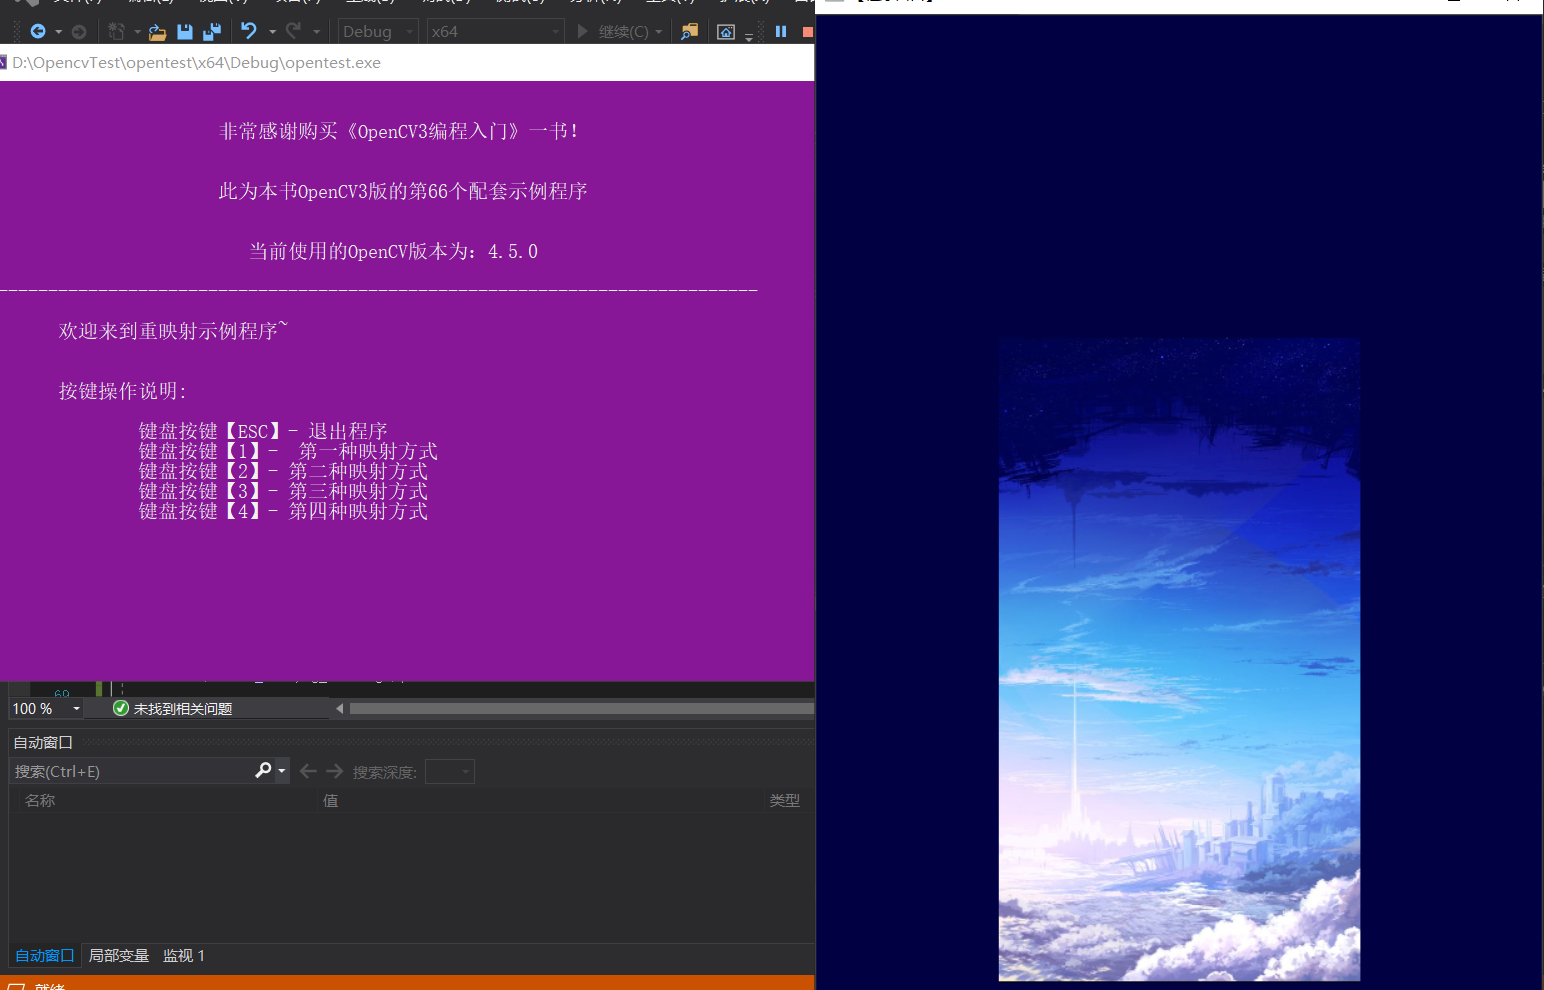 Debug
x64
继续(C)
D:\OpencvTest\opentest\x64\Debug\opentest.exe
非常感谢购买《OpenCV3编程入门》一书!
此为本书OpenCV3版的第66个配套示例程序
当前使用的OpenCV版本为: 4.5.0
----------------------------------------------------------------------------
欢迎来到重映射示例程序~
按键操作说明:
键盘按键【ESC】- 退出程序
键盘按键【1】-  第一种映射方式
键盘按键【2】- 第二种映射方式
键盘按键【3】- 第三种映射方式
键盘按键【4】- 第四种映射方式
69
100 %
未找到相关问题
自动窗口
搜索(Ctrl+E)
搜索深度:
名称
值
类型
自动窗口 局部变量 监视 1
就绪